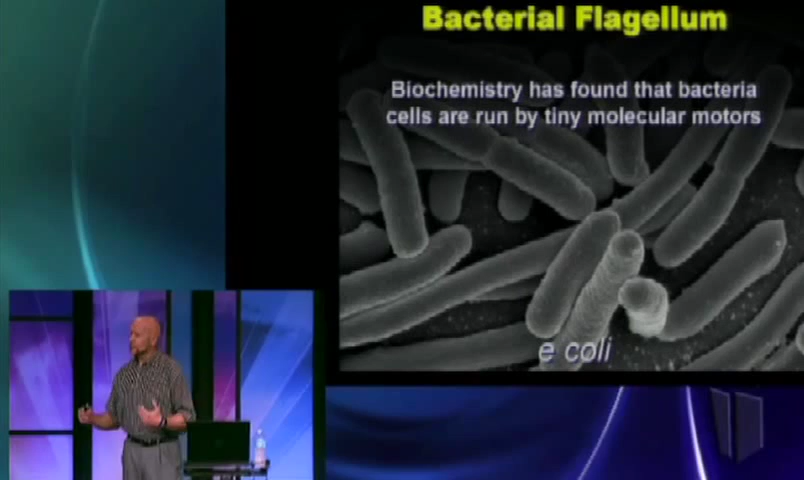 Bacterial Flagellum
Biochemistry has found that bacteria
cells are run by tiny molecular motors
e coli